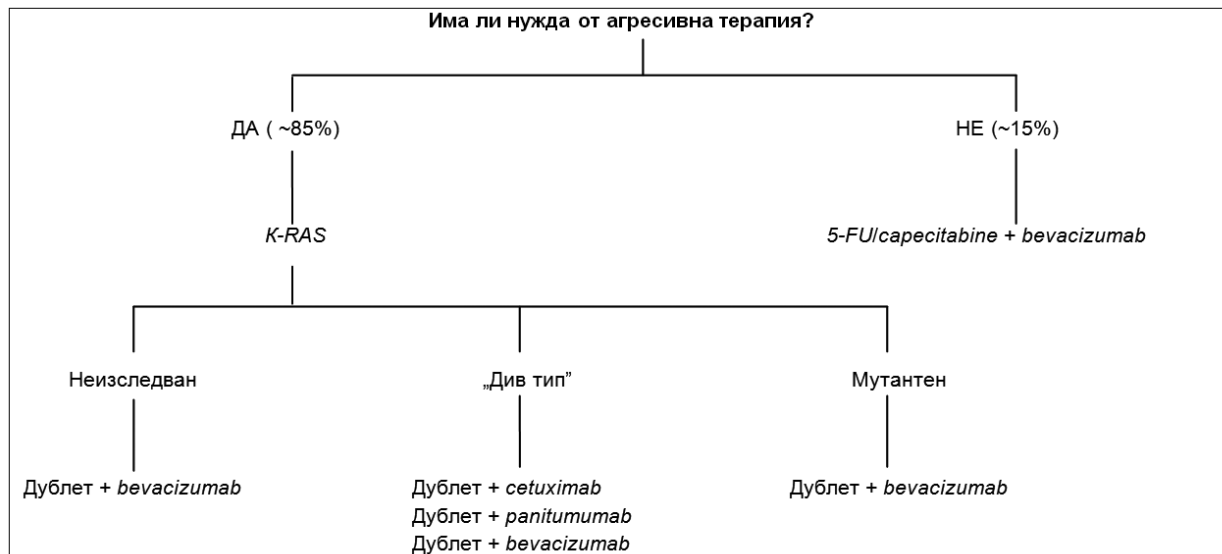 Има ли нужда от агресивна терапия?
ДА ( ~85%)
НЕ (~15%)
K-RAS
5-FU/capecitabine + bevacizumab
Неизследван
„Див тип”
Мутантен
Дублет + bevacizumab
Дублет + cetuximab
Дублет + panitumumab
Дублет + bevacizumab
Дублет + bevacizumab